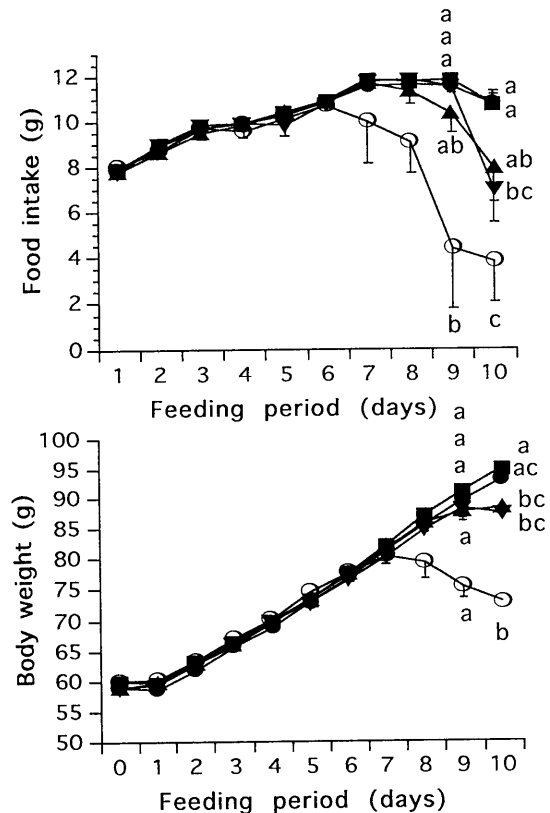 a
a
a
12
a
10
a
8
ab
ab
6
bc
4
2
b
c
0
1 2 3 4 5 6 7 8 9 10
Food intake (g)
Feeding period (days)
a
a
a
100
a
95
ac
90
bc
85
bc
a
80
75
70
a
b
65
60
55
50
0 1 2 3 4 5 6 7 8 9 10
Body weight (g)
Feeding period (days)